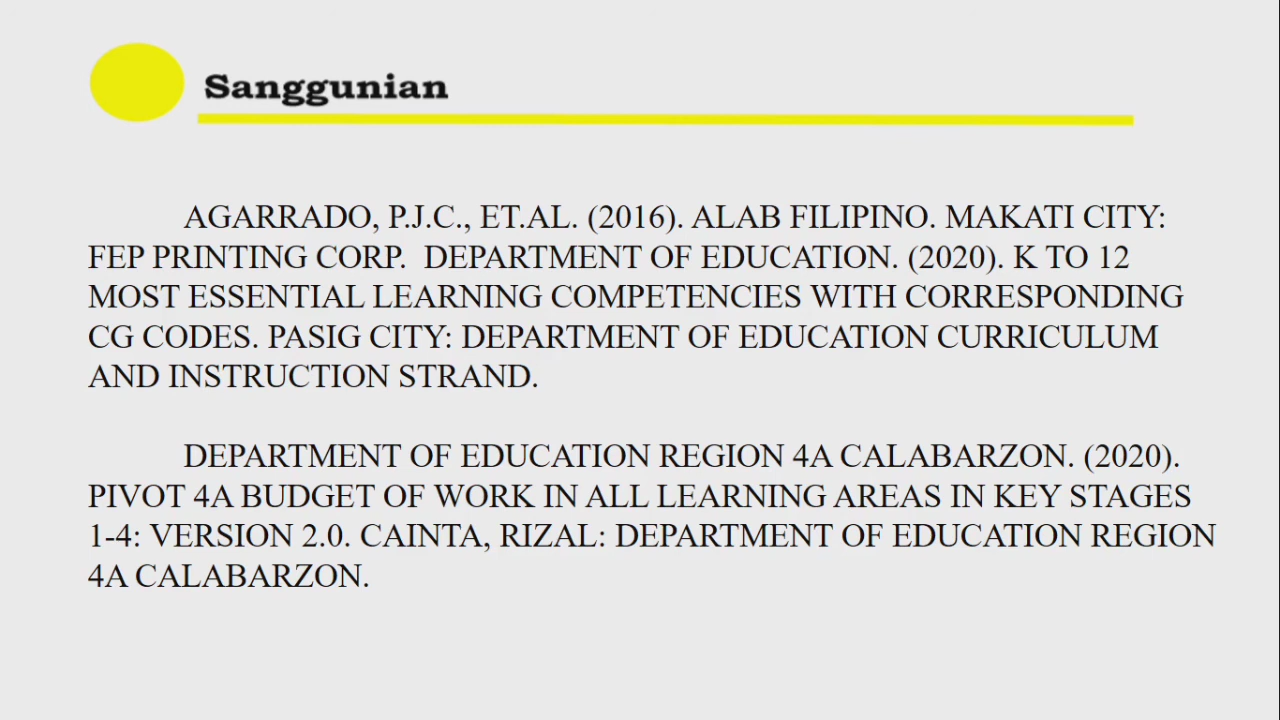 Sanggunian
AGARRADO, P.J.C., ET.AL. (2016). ALAB FILIPINO. MAKATI CITY:
FEP PRINTING CORP.  DEPARTMENT OF EDUCATION. (2020). K TO 12
MOST ESSENTIAL LEARNING COMPETENCIES WITH CORRESPONDING
CG CODES. PASIG CITY: DEPARTMENT OF EDUCATION CURRICULUM
AND INSTRUCTION STRAND.
DEPARTMENT OF EDUCATION REGION 4A CALABARZON. (2020).
PIVOT 4A BUDGET OF WORK IN ALL LEARNING AREAS IN KEY STAGES
1-4: VERSION 2.0. CAINTA, RIZAL: DEPARTMENT OF EDUCATION REGION
4A CALABARZON.